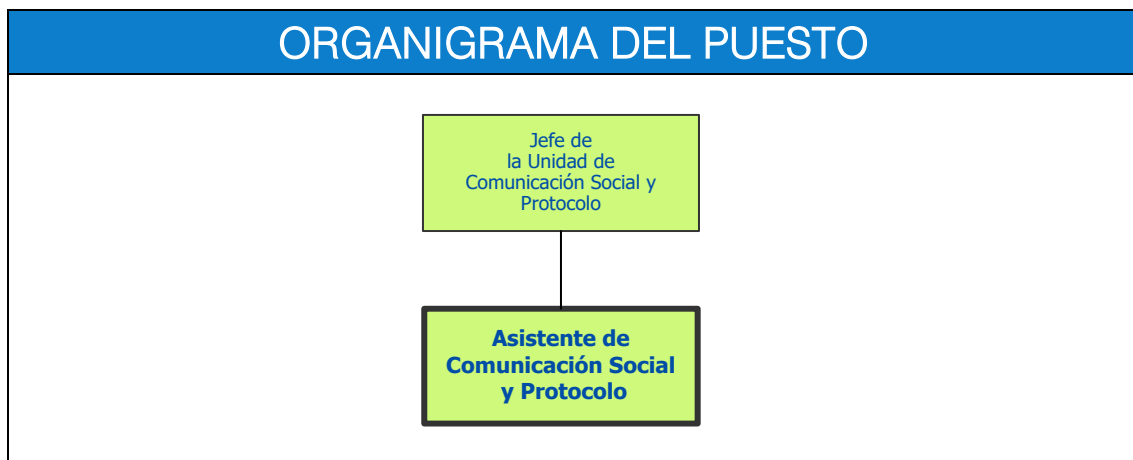 ORGANIGRAMA DEL PUESTO
Jefe de
la Unidad de
Comunicación Social y
Protocolo
Asistente de
Comunicación Social
y Protocolo